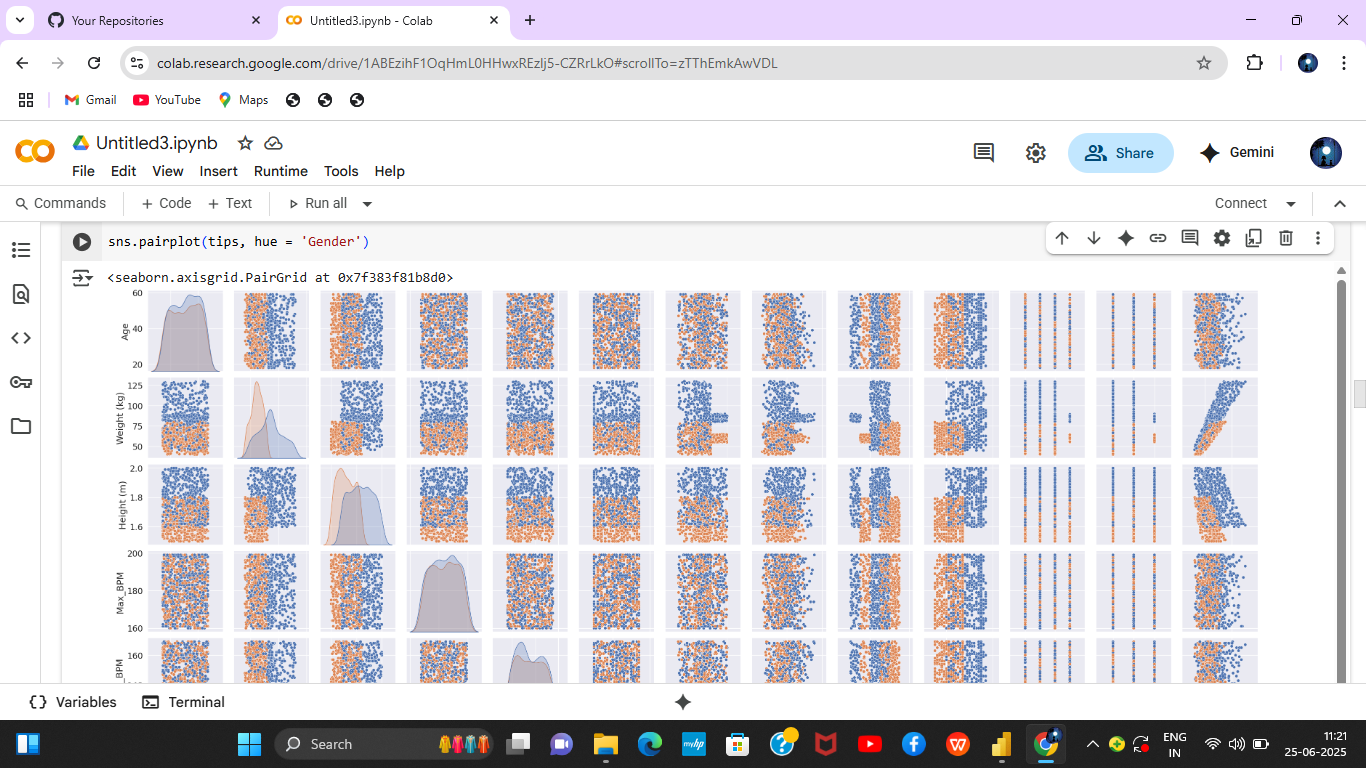 Your Repositories
Untitled3.ipynb - Colab
colab.research.google.com/drive/1ABEzihF1OqHmL0HHwxREzlj5-CZRrLkO#scrollTo=zTThEmkAwVDL
Gmail
YouTube
Maps
Untitled3.ipynb
File Edit View Insert Runtime Tools Help
Share
Gemini
Commands + Code + Text Run all
Connect
sns.pairplot(tips, hue = 'Gender')
<seaborn.axisgrid.PairGrid at 0x7f383f81b8d0>
60
40
20
Age
125
100
75
50
Weight (kg)
2.0
1.8
1.6
Height (m)
200
180
160
Max_BPM
160
_BPM
Variables
Terminal
Search
myhp
ENG
IN
11:21
25-06-2025